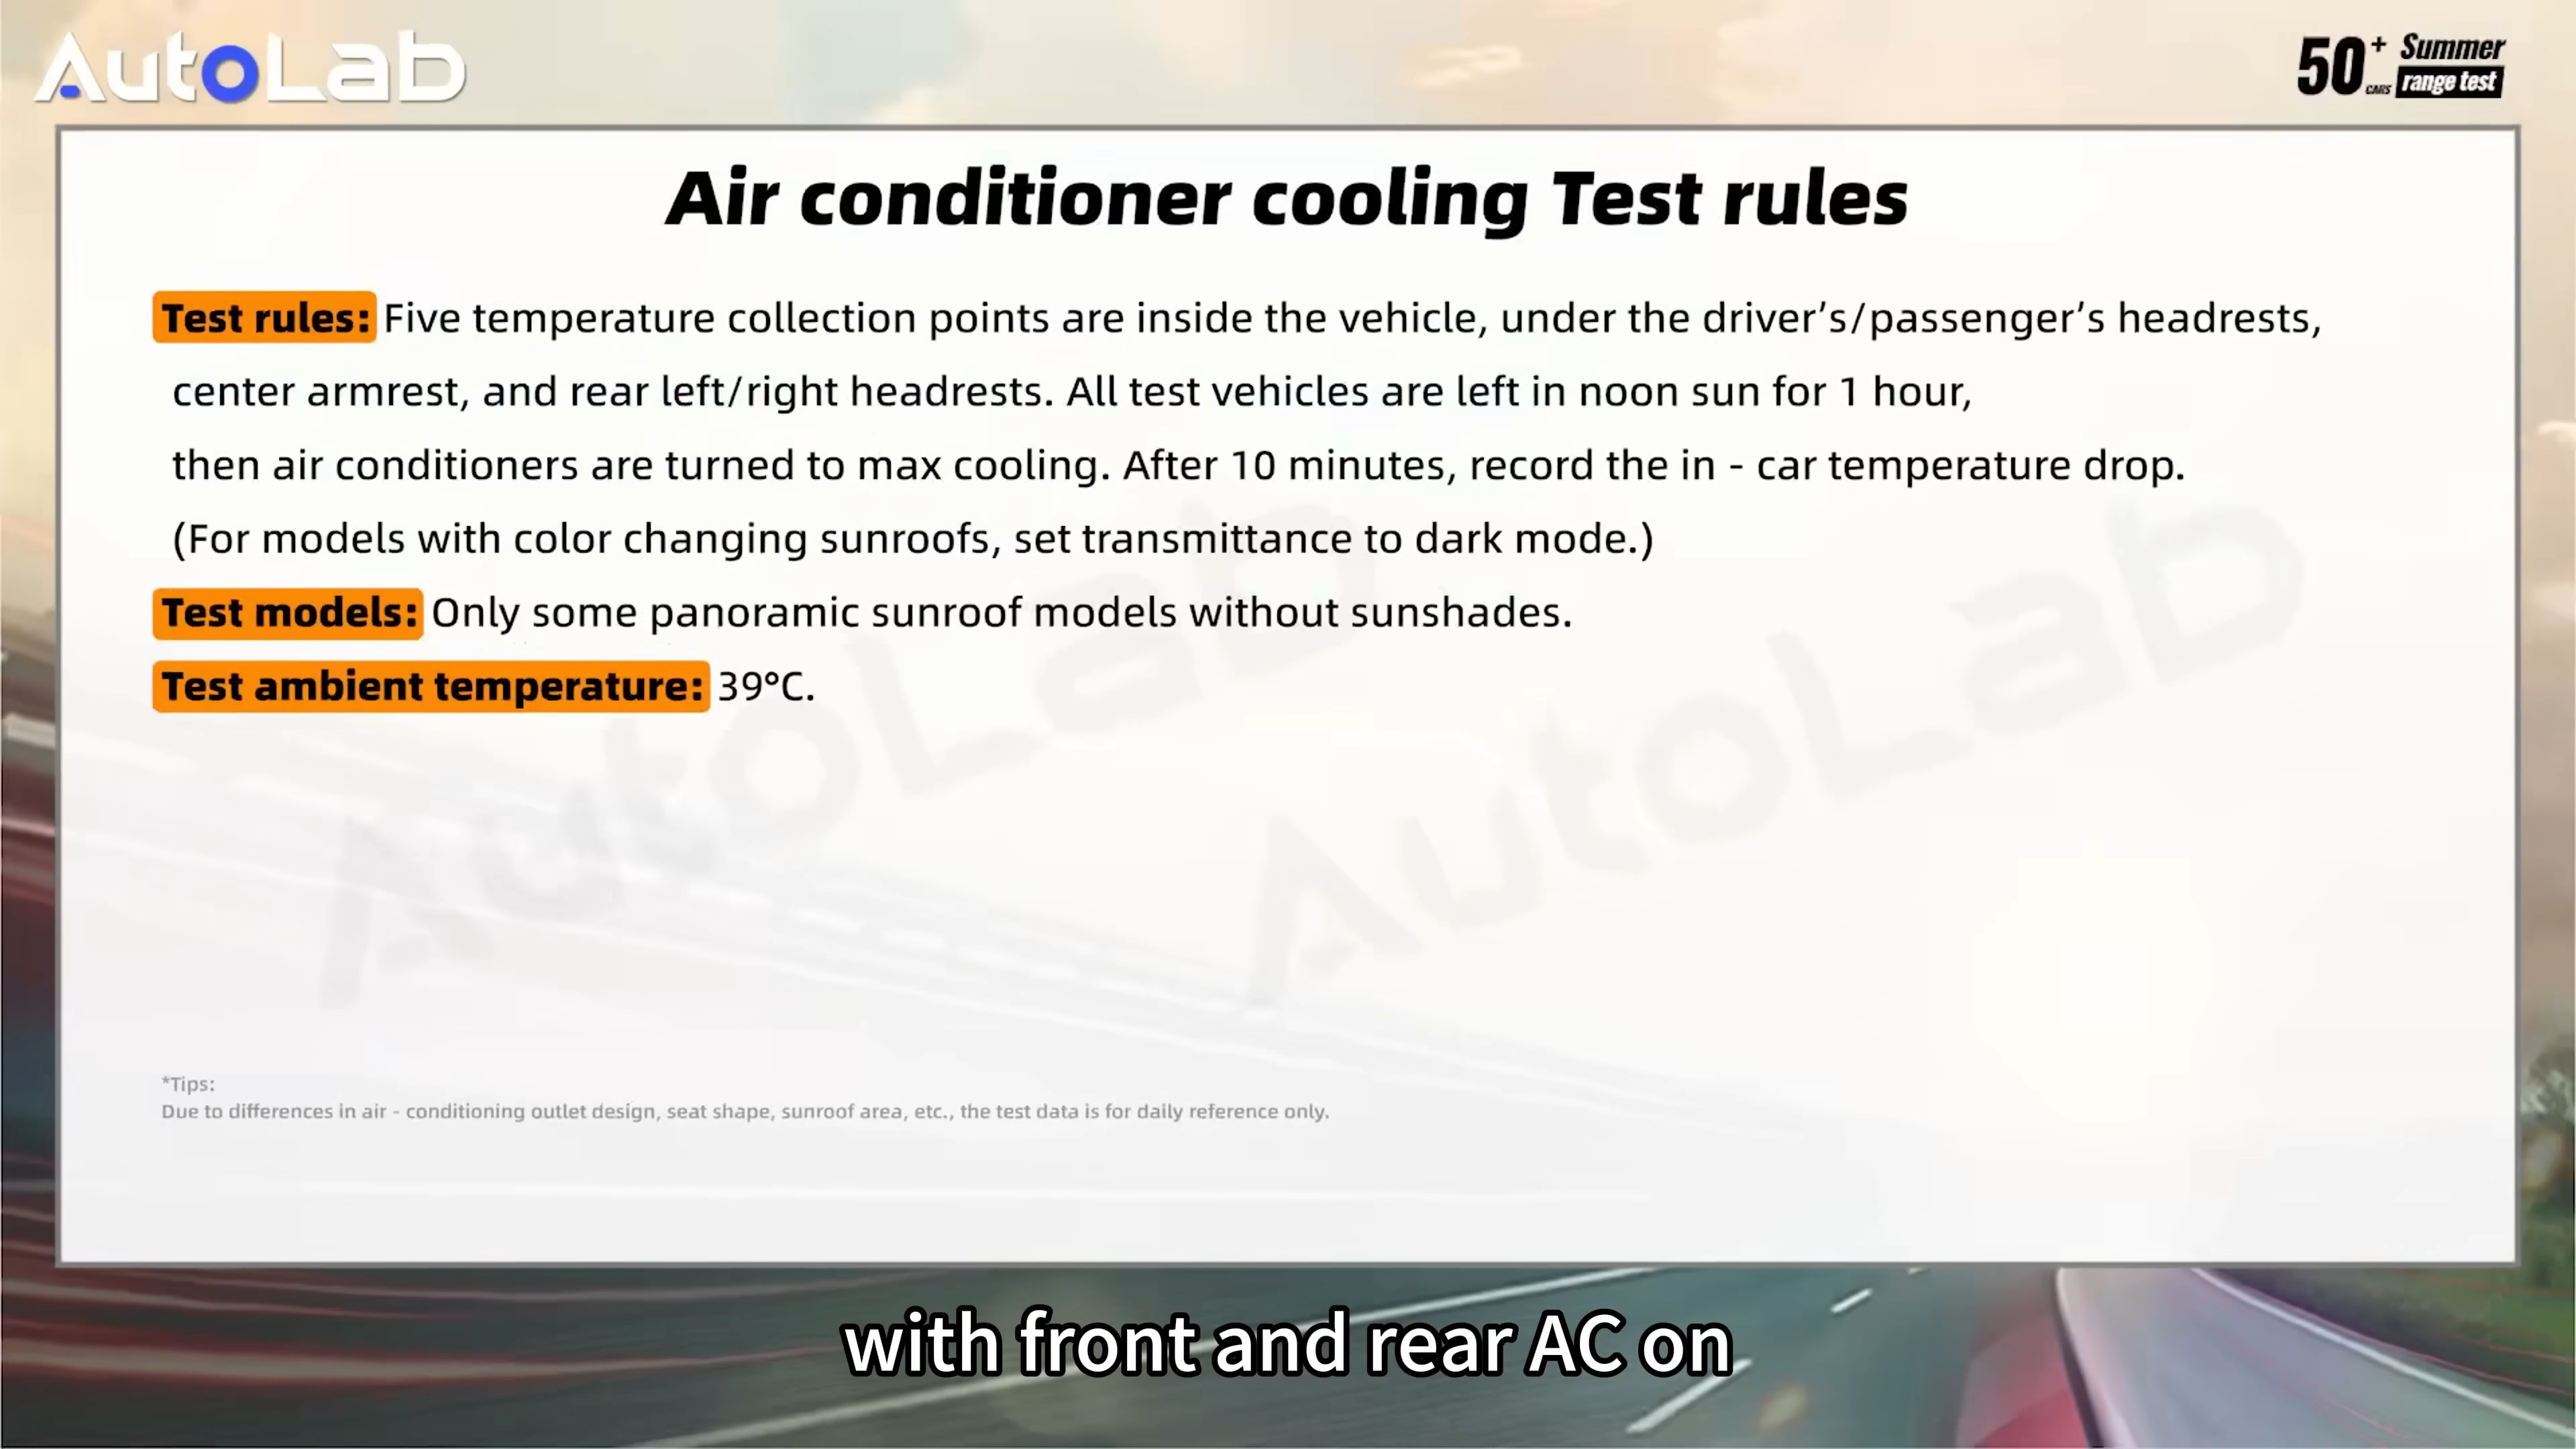 AutoLab
50+ CARS Summer range test
Air conditioner cooling Test rules
Test rules: Five temperature collection points are inside the vehicle, under the driver’s/passenger’s headrests,
center armrest, and rear left/right headrests. All test vehicles are left in noon sun for 1 hour,
then air conditioners are turned to max cooling. After 10 minutes, record the in - car temperature drop.
(For models with color changing sunroofs, set transmittance to dark mode.)
Test models: Only some panoramic sunroof models without sunshades.
Test ambient temperature: 39°C.
AutoLab
AutoLab
*Tips:
Due to differences in air - conditioning outlet design, seat shape, sunroof area, etc., the test data is for daily reference only.
with front and rear AC on